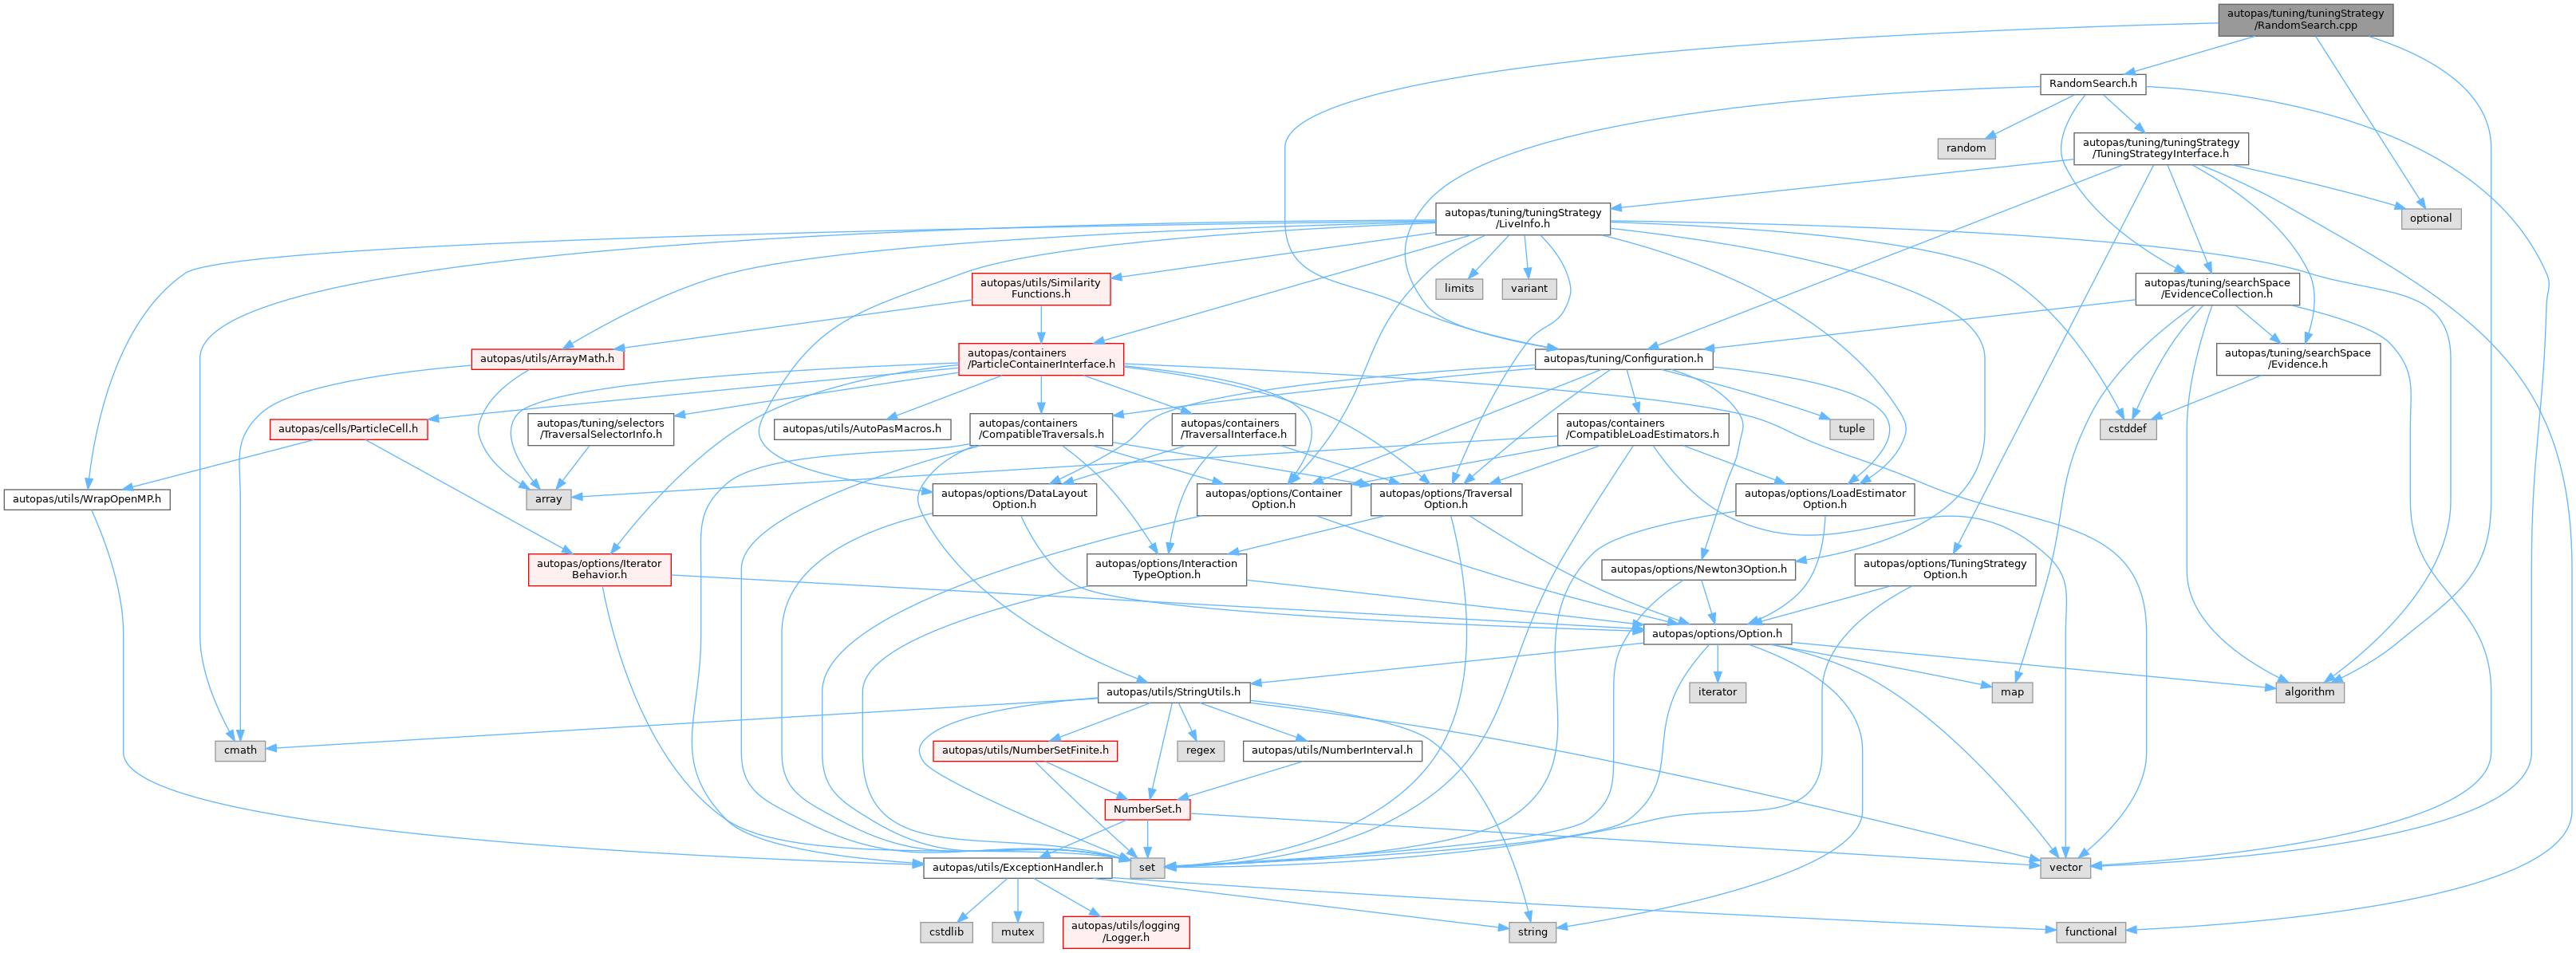 autopas/tuning/tuningStrategy
/RandomSearch.cpp
RandomSearch.h
random
autopas/tuning/tuningStrategy
/TuningStrategyInterface.h
autopas/tuning/tuningStrategy
/LiveInfo.h
optional
autopas/utils/Similarity
Functions.h
limits
variant
autopas/tuning/searchSpace
/EvidenceCollection.h
autopas/utils/ArrayMath.h
autopas/containers
/ParticleContainerInterface.h
autopas/tuning/Configuration.h
autopas/tuning/searchSpace
/Evidence.h
autopas/cells/ParticleCell.h
autopas/tuning/selectors
/TraversalSelectorInfo.h
autopas/utils/AutoPasMacros.h
autopas/containers
/CompatibleTraversals.h
autopas/containers
/TraversalInterface.h
autopas/containers
/CompatibleLoadEstimators.h
tuple
cstddef
autopas/utils/WrapOpenMP.h
array
autopas/options/DataLayout
Option.h
autopas/options/Container
Option.h
autopas/options/Traversal
Option.h
autopas/options/LoadEstimator
Option.h
autopas/options/Iterator
Behavior.h
autopas/options/Interaction
TypeOption.h
autopas/options/Newton3Option.h
autopas/options/TuningStrategy
Option.h
autopas/options/Option.h
autopas/utils/StringUtils.h
iterator
map
algorithm
cmath
autopas/utils/NumberSetFinite.h
regex
autopas/utils/NumberInterval.h
NumberSet.h
autopas/utils/ExceptionHandler.h
set
vector
cstdlib
mutex
autopas/utils/logging
/Logger.h
string
functional